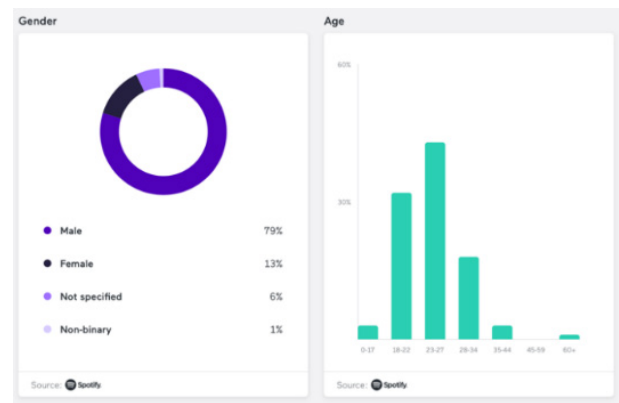 Gender
Male 79%
Female 13%
Not specified 6%
Non-binary 1%
Source: Spotify
Age
60%
30%
0-17 18-22 23-27 28-34 35-44 45-59 60+
Source: Spotify